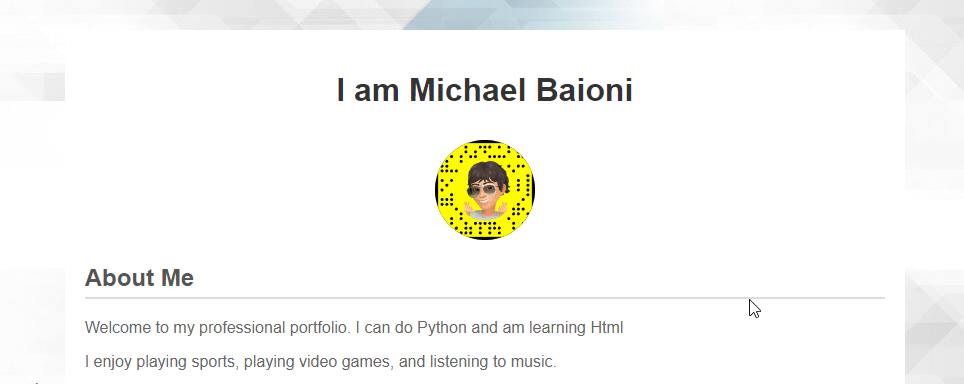 I am Michael Baioni
About Me
Welcome to my professional portfolio. I can do Python and am learning Html
I enjoy playing sports, playing video games, and listening to music.